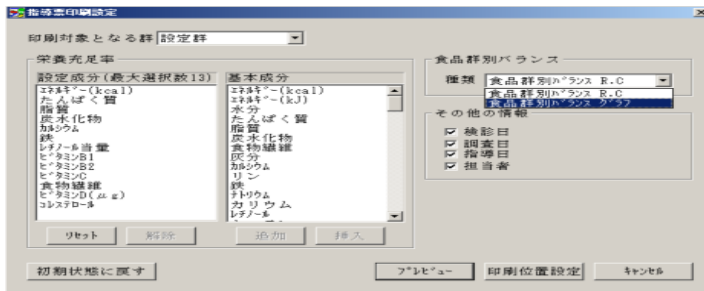 指導票印刷設定
印刷対象となる群 設定群
栄養充足率
設定成分(最大選択数13)
ｴﾈﾙｷﾞｰ(kcal)
たんぱく質
脂質
炭水化物
ｶﾙｼｳﾑ
鉄
ﾚﾁﾉｰﾙ当量
ﾋﾞﾀﾐﾝB1
ﾋﾞﾀﾐﾝB2
ﾋﾞﾀﾐﾝC
食物繊維
ﾋﾞﾀﾐﾝD(μg)
ｺﾚｽﾃﾛｰﾙ
リセット 解除
基本成分
ｴﾈﾙｷﾞｰ(kcal)
ｴﾈﾙｷﾞｰ(kJ)
水分
たんぱく質
脂質
炭水化物
食物繊維
灰分
ｶﾙｼｳﾑ
リン
鉄
ﾅﾄﾘｳﾑ
カリウム
ﾚﾁﾉｰﾙ
追加 挿入
食品群別バランス
種類 食品群別ﾊﾞﾗﾝｽ R.C
食品群別ﾊﾞﾗﾝｽ R.C
食品群別ﾊﾞﾗﾝｽ ｸﾞﾗﾌ
その他の情報
検診日
調査日
指導日
担当者
初期状態に戻す
ﾌﾟﾚﾋﾞｭｰ 印刷位置設定 ｷｬﾝｾﾙ